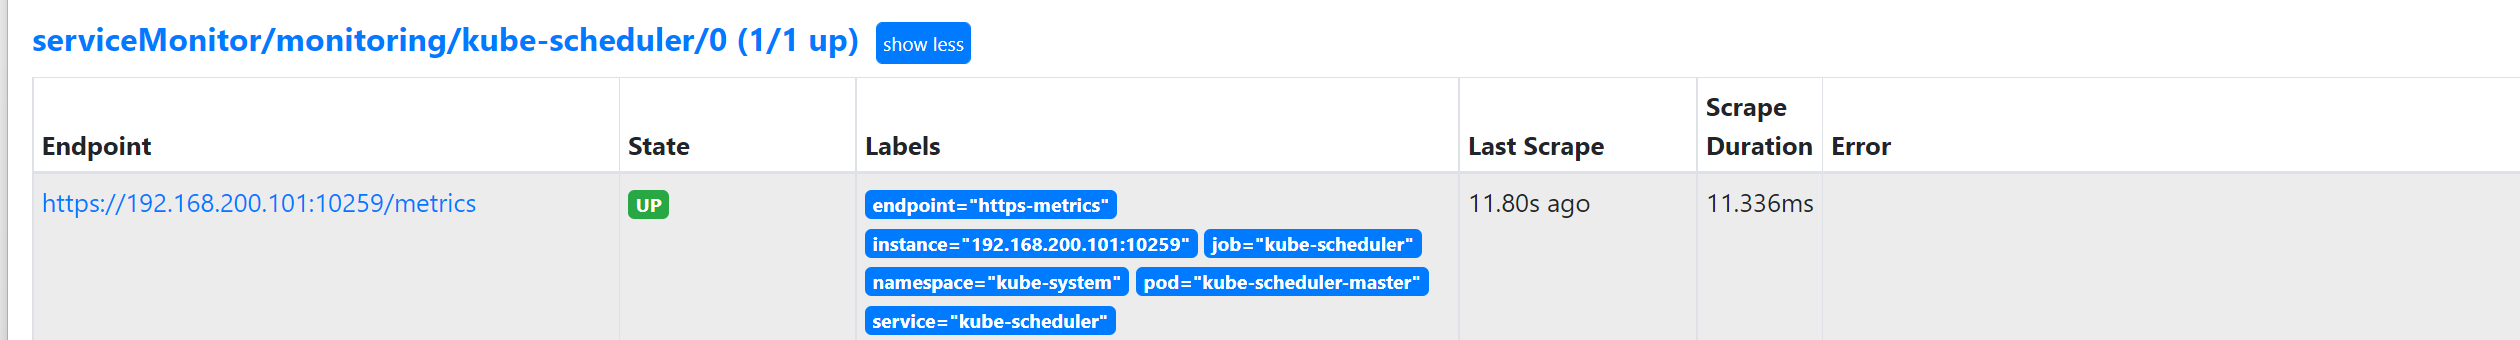 serviceMonitor/monitoring/kube-scheduler/0 (1/1 up) show less
Endpoint State Labels Last Scrape Scrape Duration Error
https://192.168.200.101:10259/metrics UP endpoint="https-metrics" 11.80s ago 11.336ms
instance="192.168.200.101:10259" job="kube-scheduler"
namespace="kube-system" pod="kube-scheduler-master"
service="kube-scheduler"